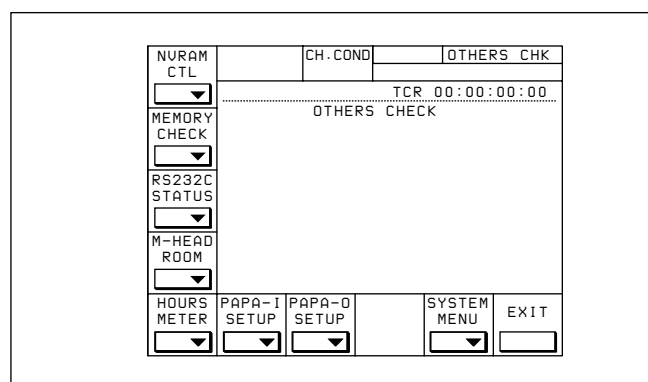 NVRAM CTL
CH.COND
OTHERS CHK
TCR 00:00:00:00
OTHERS CHECK
MEMORY CHECK
RS232C STATUS
M-HEAD ROOM
HOURS METER
PAPA-I SETUP
PAPA-O SETUP
SYSTEM MENU
EXIT